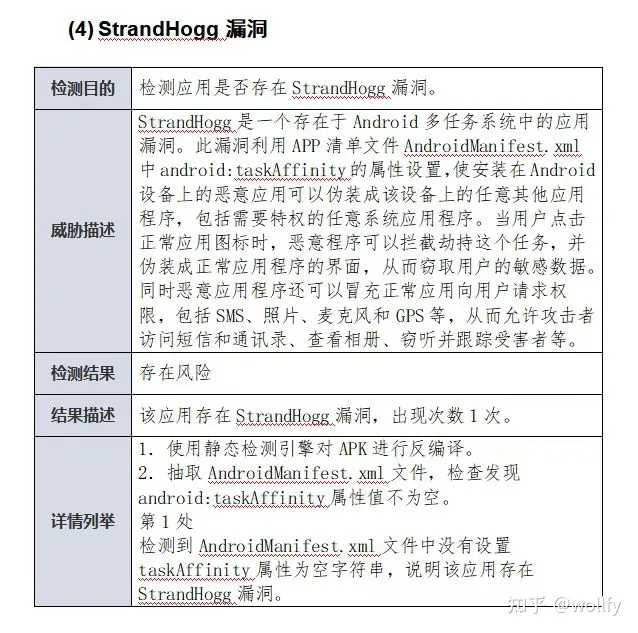 (4) StrandHogg 漏洞
检测目的
检测应用是否存在 StrandHogg 漏洞。
威胁描述
StrandHogg 是一个存在于 Android 多任务系统中的应用
漏洞。此漏洞利用 APP 清单文件 AndroidManifest.xml
中 android:taskAffinity 的属性设置,使安装在 Android
设备上的恶意应用可以伪装成该设备上的任意其他应用
程序，包括需要特权的任意系统应用程序。当用户点击
正常应用图标时，恶意程序可以拦截劫持这个任务，并
伪装成正常应用程序的界面，从而窃取用户的敏感数据。
同时恶意应用程序还可以冒充正常应用向用户请求权
限，包括 SMS、照片、麦克风和 GPS 等，从而允许攻击者
访问短信和通讯录、查看相册、窃听并跟踪受害者等。
检测结果
存在风险
结果描述
该应用存在 StrandHogg 漏洞，出现次数 1 次。
详情列举
1. 使用静态检测引擎对 APK 进行反编译。
2. 抽取 AndroidManifest.xml 文件，检查发现
android:taskAffinity 属性值不为空。
第 1 处
检测到 AndroidManifest.xml 文件中没有设置
taskAffinity 属性为空字符串，说明该应用存在
StrandHogg 漏洞。
知乎 @wollfy